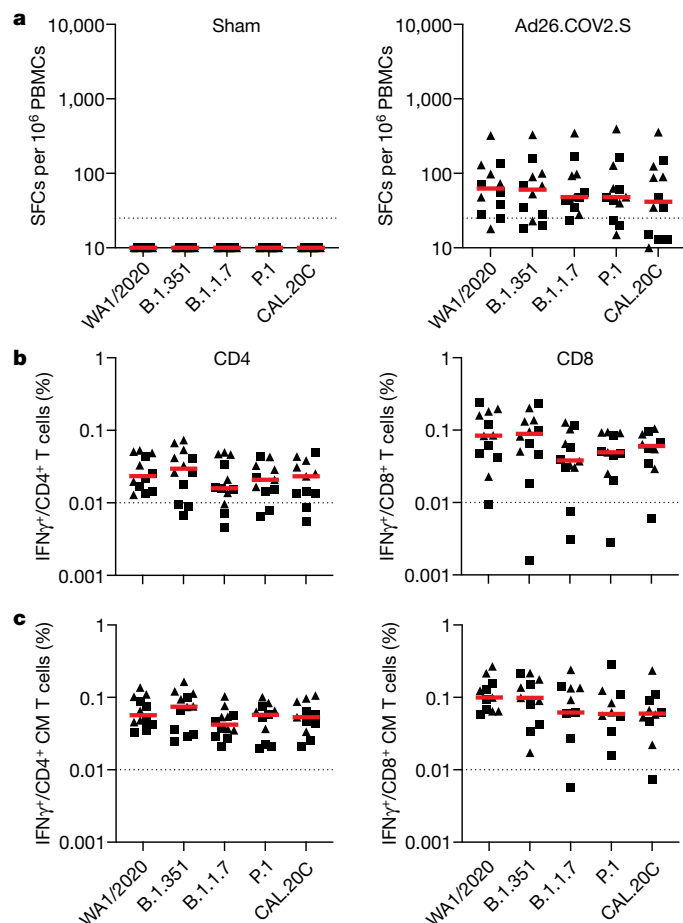 a
Sham
Ad26.COV2.S
SFCs per 10⁶ PBMCs
10,000
1,000
100
10
WA1/2020
B.1.351
B.1.1.7
P.1
CAL.20C
SFCs per 10⁶ PBMCs
10,000
1,000
100
10
WA1/2020
B.1.351
B.1.1.7
P.1
CAL.20C
b
CD4
CD8
IFNγ⁺/CD4⁺ T cells (%)
1
0.1
0.01
0.001
IFNγ⁺/CD8⁺ T cells (%)
1
0.1
0.01
0.001
c
IFNγ⁺/CD4⁺ CM T cells (%)
1
0.1
0.01
0.001
WA1/2020
B.1.351
B.1.1.7
P.1
CAL.20C
IFNγ⁺/CD8⁺ CM T cells (%)
1
0.1
0.01
0.001
WA1/2020
B.1.351
B.1.1.7
P.1
CAL.20C